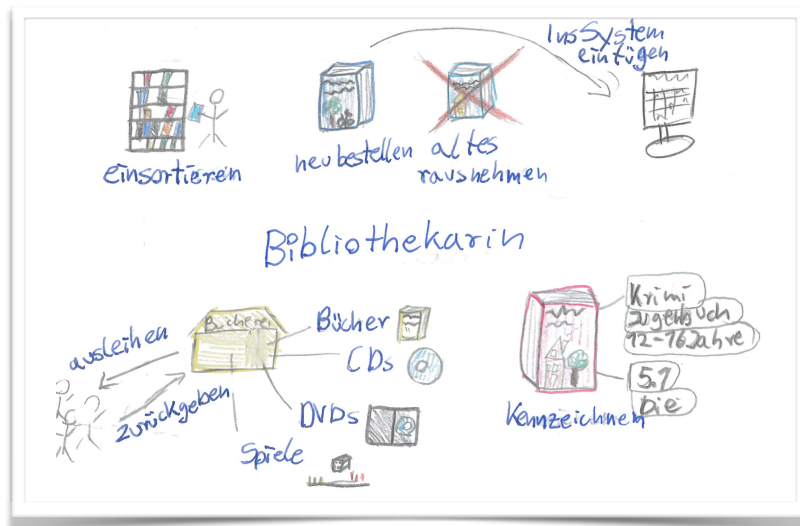 Ins System
einfügen
einsortieren
neu bestellen
altes
rausnehmen
Bibliothekarin
Bücherei
ausleihen
zurückgeben
Bücher
CDs
DVDs
Spiele
Krimi
Jugenbuch
12-16 Jahre
5.1
Die
Kennzeichnen